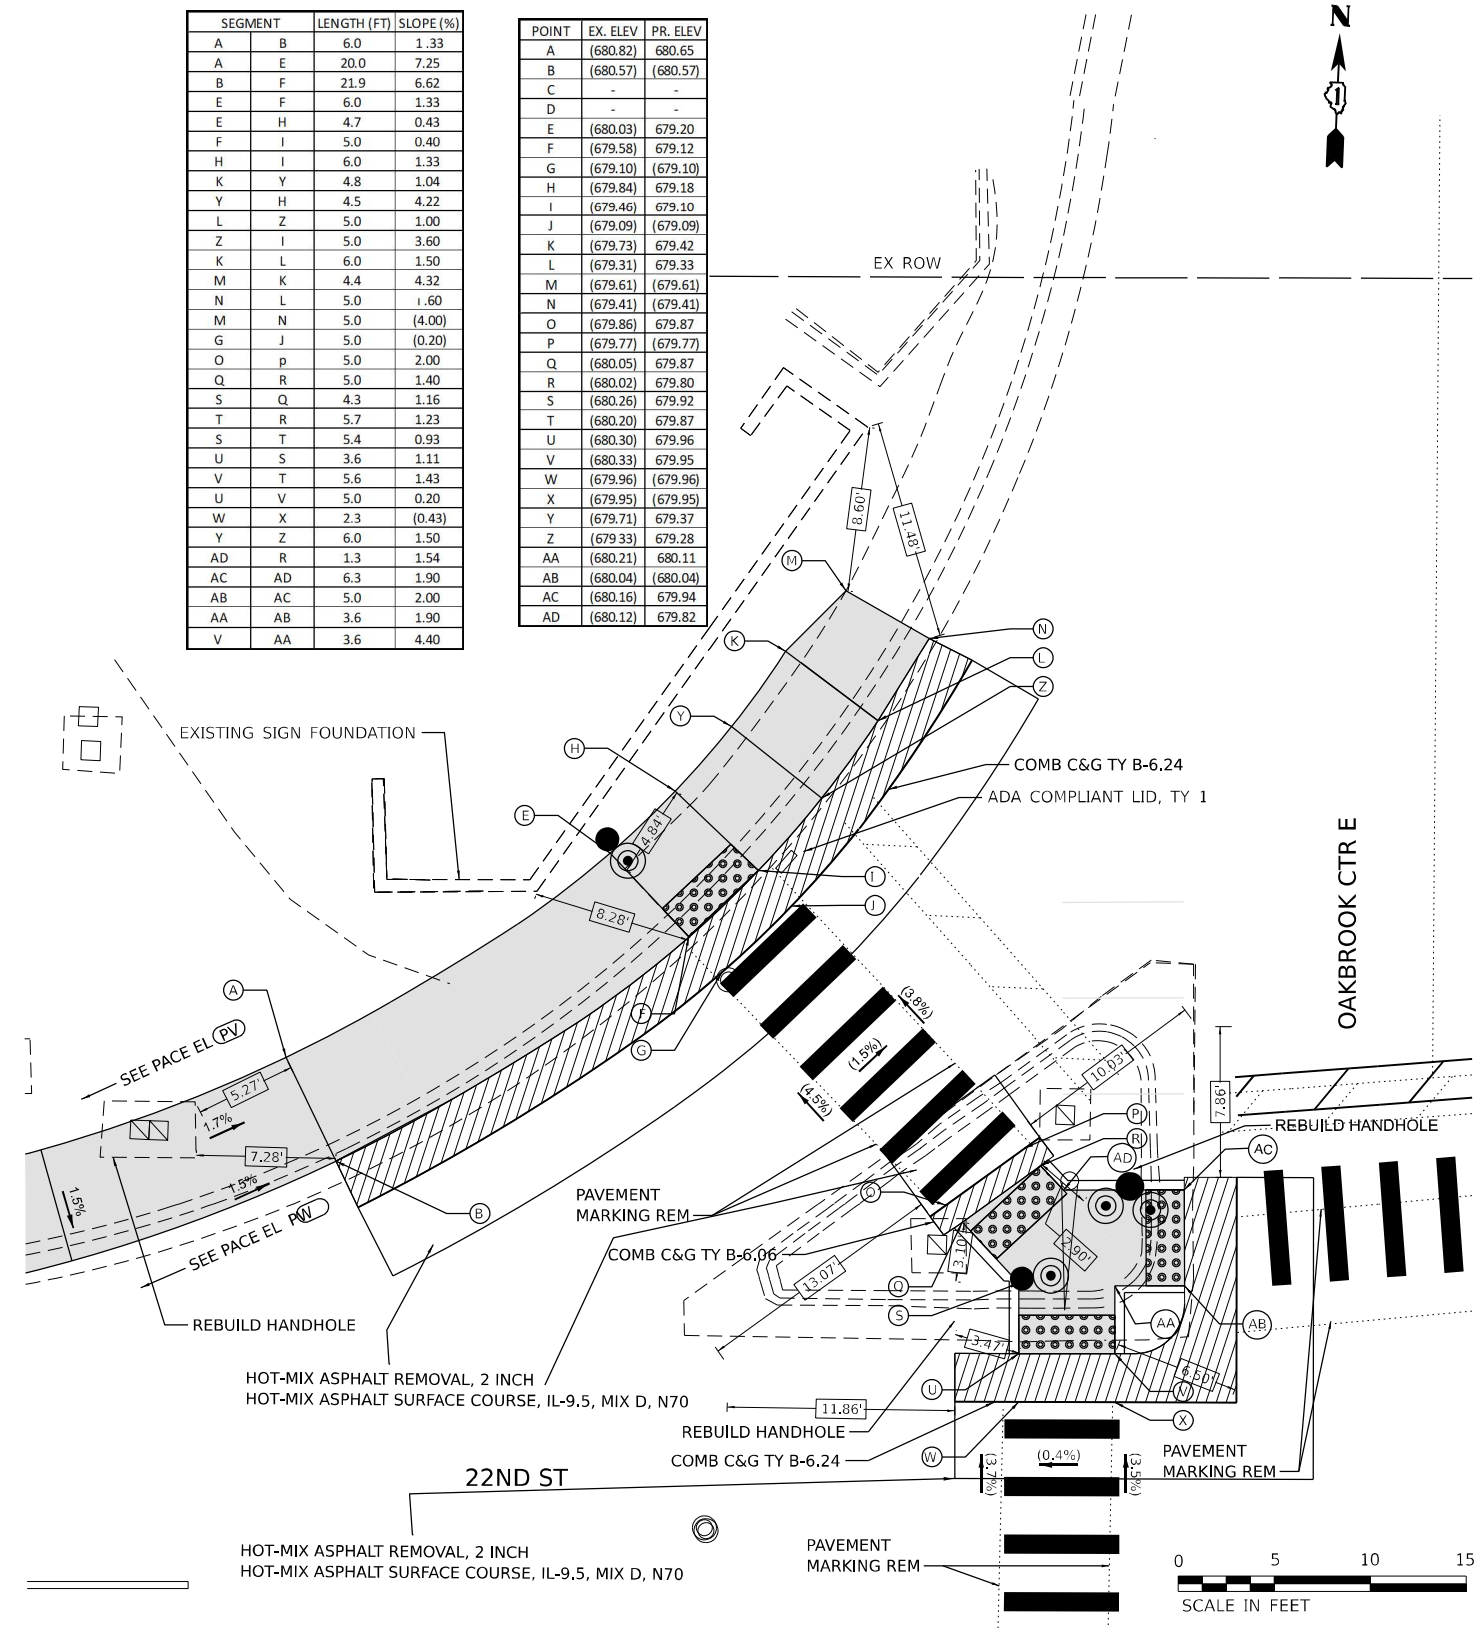 SEGMENT LENGTH (FT) SLOPE (%)
A B 6.0 1.33
A E 20.0 7.25
B F 21.9 6.62
E F 6.0 1.33
E H 4.7 0.43
F I 5.0 0.40
H I 6.0 1.33
K Y 4.8 1.04
Y H 4.5 4.22
L Z 5.0 1.00
Z I 5.0 3.60
K L 6.0 1.50
M K 4.4 4.32
N L 5.0 1.60
M N 5.0 (4.00)
G J 5.0 (0.20)
O p 5.0 2.00
Q R 5.0 1.40
S Q 4.3 1.16
T R 5.7 1.23
S T 5.4 0.93
U S 3.6 1.11
V T 5.6 1.43
U V 5.0 0.20
W X 2.3 (0.43)
Y Z 6.0 1.50
AD R 1.3 1.54
AC AD 6.3 1.90
AB AC 5.0 2.00
AA AB 3.6 1.90
V AA 3.6 4.40
POINT EX. ELEV PR. ELEV
A (680.82) 680.65
B (680.57) (680.57)
C - -
D - -
E (680.03) 679.20
F (679.58) 679.12
G (679.10) (679.10)
H (679.84) 679.18
I (679.46) 679.10
J (679.09) (679.09)
K (679.73) 679.42
L (679.31) 679.33
M (679.61) (679.61)
N (679.41) (679.41)
O (679.86) 679.87
P (679.77) (679.77)
Q (680.05) 679.87
R (680.02) 679.80
S (680.26) 679.92
T (680.20) 679.87
U (680.30) 679.96
V (680.33) 679.95
W (679.96) (679.96)
X (679.95) (679.95)
Y (679.71) 679.37
Z (679 33) 679.28
AA (680.21) 680.11
AB (680.04) (680.04)
AC (680.16) 679.94
AD (680.12) 679.82
N
1
EX ROW
8.60'
11.48'
M
K
N
L
Z
Y
H
E
EXISTING SIGN FOUNDATION
COMB C&G TY B-6.24
ADA COMPLIANT LID, TY 1
4.84'
8.28'
I
J
F
G
A
SEE PACE EL PV
5.27'
1.7%
7.28'
1.5%
1.5%
SEE PACE EL PW
B
REBUILD HANDHOLE
(3.8%)
(1.5%)
(4.5%)
OAKBROOK CTR E
10.03'
7.86'
P
R
REBUILD HANDHOLE
AD
AC
PAVEMENT
MARKING REM
Q
COMB C&G TY B-6.06
3.10'
2.90'
13.07'
Q
S
AA
AB
3.47'
6.50'
HOT-MIX ASPHALT REMOVAL, 2 INCH
HOT-MIX ASPHALT SURFACE COURSE, IL-9.5, MIX D, N70
U
V
11.86'
X
REBUILD HANDHOLE
COMB C&G TY B-6.24
W
(3.7%)
(0.4%)
(3.5%)
PAVEMENT
MARKING REM
22ND ST
HOT-MIX ASPHALT REMOVAL, 2 INCH
HOT-MIX ASPHALT SURFACE COURSE, IL-9.5, MIX D, N70
PAVEMENT
MARKING REM
0 5 10 15
SCALE IN FEET